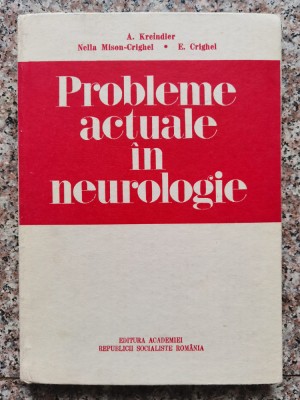 A. Kreindler
Nella Mison-Crighel • E. Crighel
Probleme
actuale
în
neurologie
EDITURA ACADEMIEI
REPUBLICII SOCIALISTE ROMÂNIA